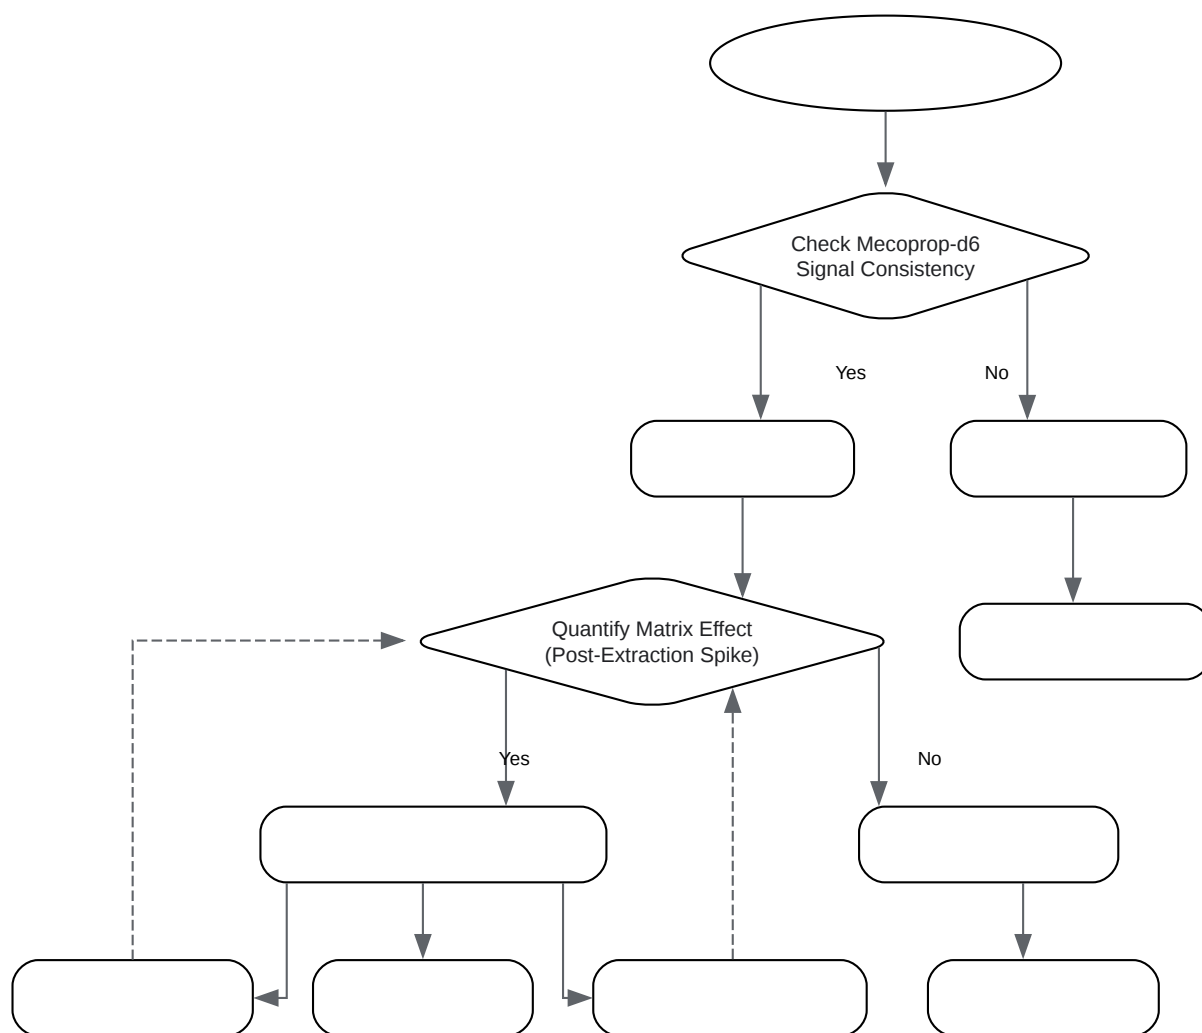 Check Mecoprop-d6
Signal Consistency
Yes
No
Quantify Matrix Effect
(Post-Extraction Spike)
Yes
No